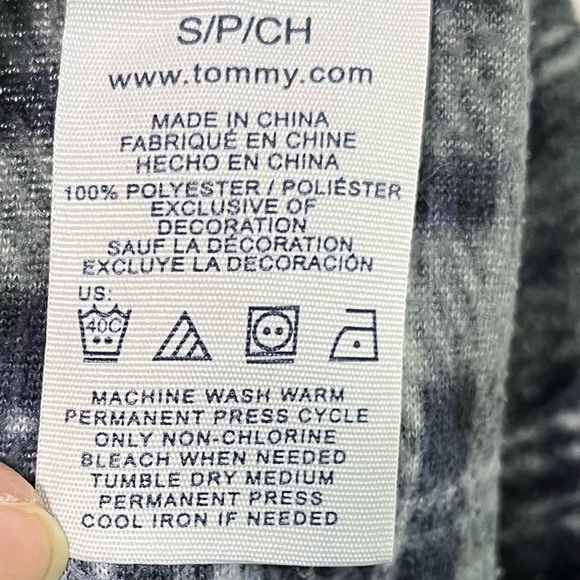 S/P/CH
www.tommy.com
MADE IN CHINA
FABRIQUÉ EN CHINE
HECHO EN CHINA
100% POLYESTER / POLIÉSTER
EXCLUSIVE OF
DECORATION
SAUF LA DÉCORATION
EXCLUYE LA DECORACIÓN
US:
40C
MACHINE WASH WARM
PERMANENT PRESS CYCLE
ONLY NON-CHLORINE
BLEACH WHEN NEEDED
TUMBLE DRY MEDIUM
PERMANENT PRESS
COOL IRON IF NEEDED